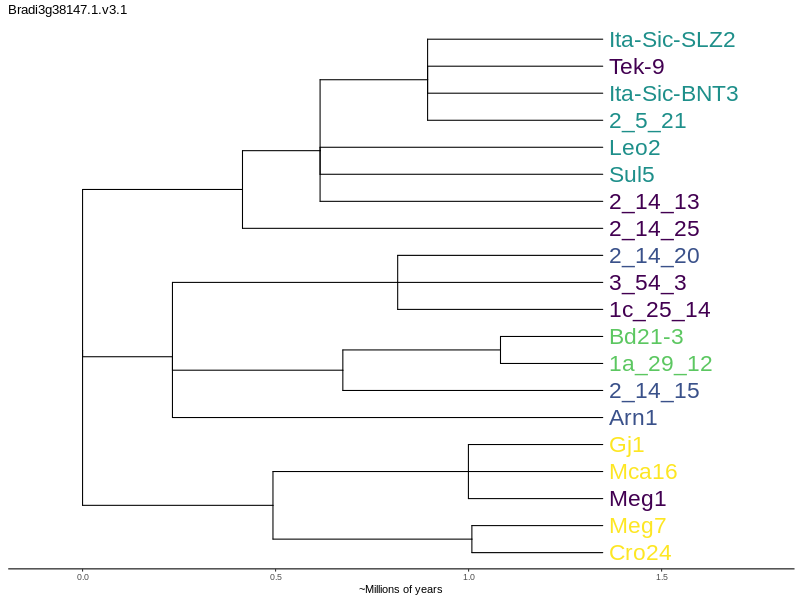 Bradi3g38147.1.v3.1
Ita-Sic-SLZ2
Tek-9
Ita-Sic-BNT3
2_5_21
Leo2
Sul5
2_14_13
2_14_25
2_14_20
3_54_3
1c_25_14
Bd21-3
1a_29_12
2_14_15
Arn1
Gj1
Mca16
Meg1
Meg7
Cro24
0.0 0.5 1.0 1.5
~Millions of years